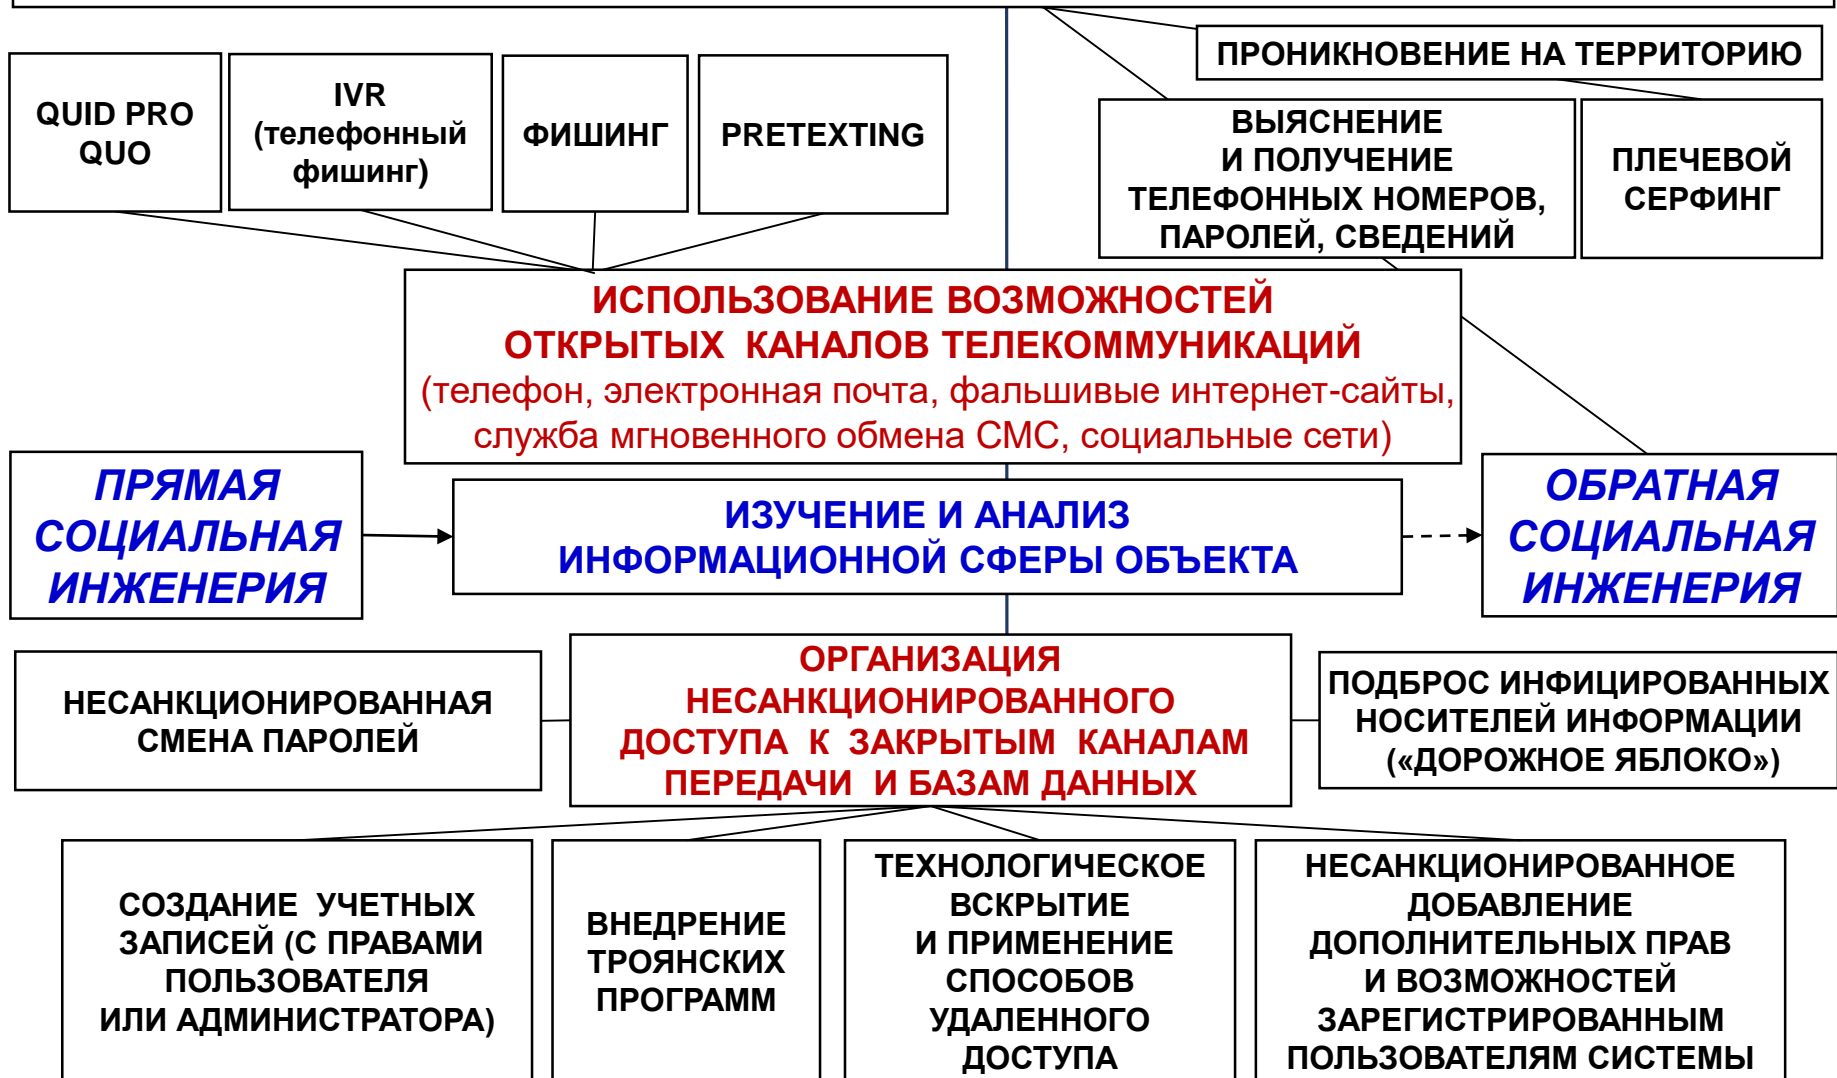 ПРОНИКНОВЕНИЕ НА ТЕРРИТОРИЮ
QUID PRO
QUO
IVR
(телефонный
фишинг)
ФИШИНГ
PRETEXTING
ВЫЯСНЕНИЕ
И ПОЛУЧЕНИЕ
ТЕЛЕФОННЫХ НОМЕРОВ,
ПАРОЛЕЙ, СВЕДЕНИЙ
ПЛЕЧЕВОЙ
СЕРФИНГ
ИСПОЛЬЗОВАНИЕ ВОЗМОЖНОСТЕЙ
ОТКРЫТЫХ КАНАЛОВ ТЕЛЕКОММУНИКАЦИЙ
(телефон, электронная почта, фальшивые интернет-сайты,
служба мгновенного обмена СМС, социальные сети)
ПРЯМАЯ
СОЦИАЛЬНАЯ
ИНЖЕНЕРИЯ
ИЗУЧЕНИЕ И АНАЛИЗ
ИНФОРМАЦИОННОЙ СФЕРЫ ОБЪЕКТА
ОБРАТНАЯ
СОЦИАЛЬНАЯ
ИНЖЕНЕРИЯ
НЕСАНКЦИОНИРОВАННАЯ
СМЕНА ПАРОЛЕЙ
ОРГАНИЗАЦИЯ
НЕСАНКЦИОНИРОВАННОГО
ДОСТУПА К ЗАКРЫТЫМ КАНАЛАМ
ПЕРЕДАЧИ И БАЗАМ ДАННЫХ
ПОДБРОС ИНФИЦИРОВАННЫХ
НОСИТЕЛЕЙ ИНФОРМАЦИИ
(«ДОРОЖНОЕ ЯБЛОКО»)
СОЗДАНИЕ УЧЕТНЫХ
ЗАПИСЕЙ (С ПРАВАМИ
ПОЛЬЗОВАТЕЛЯ
ИЛИ АДМИНИСТРАТОРА)
ВНЕДРЕНИЕ
ТРОЯНСКИХ
ПРОГРАММ
ТЕХНОЛОГИЧЕСКОЕ
ВСКРЫТИЕ
И ПРИМЕНЕНИЕ
СПОСОБОВ
УДАЛЕННОГО
ДОСТУПА
НЕСАНКЦИОНИРОВАННОЕ
ДОБАВЛЕНИЕ
ДОПОЛНИТЕЛЬНЫХ ПРАВ
И ВОЗМОЖНОСТЕЙ
ЗАРЕГИСТРИРОВАННЫМ
ПОЛЬЗОВАТЕЛЯМ СИСТЕМЫ